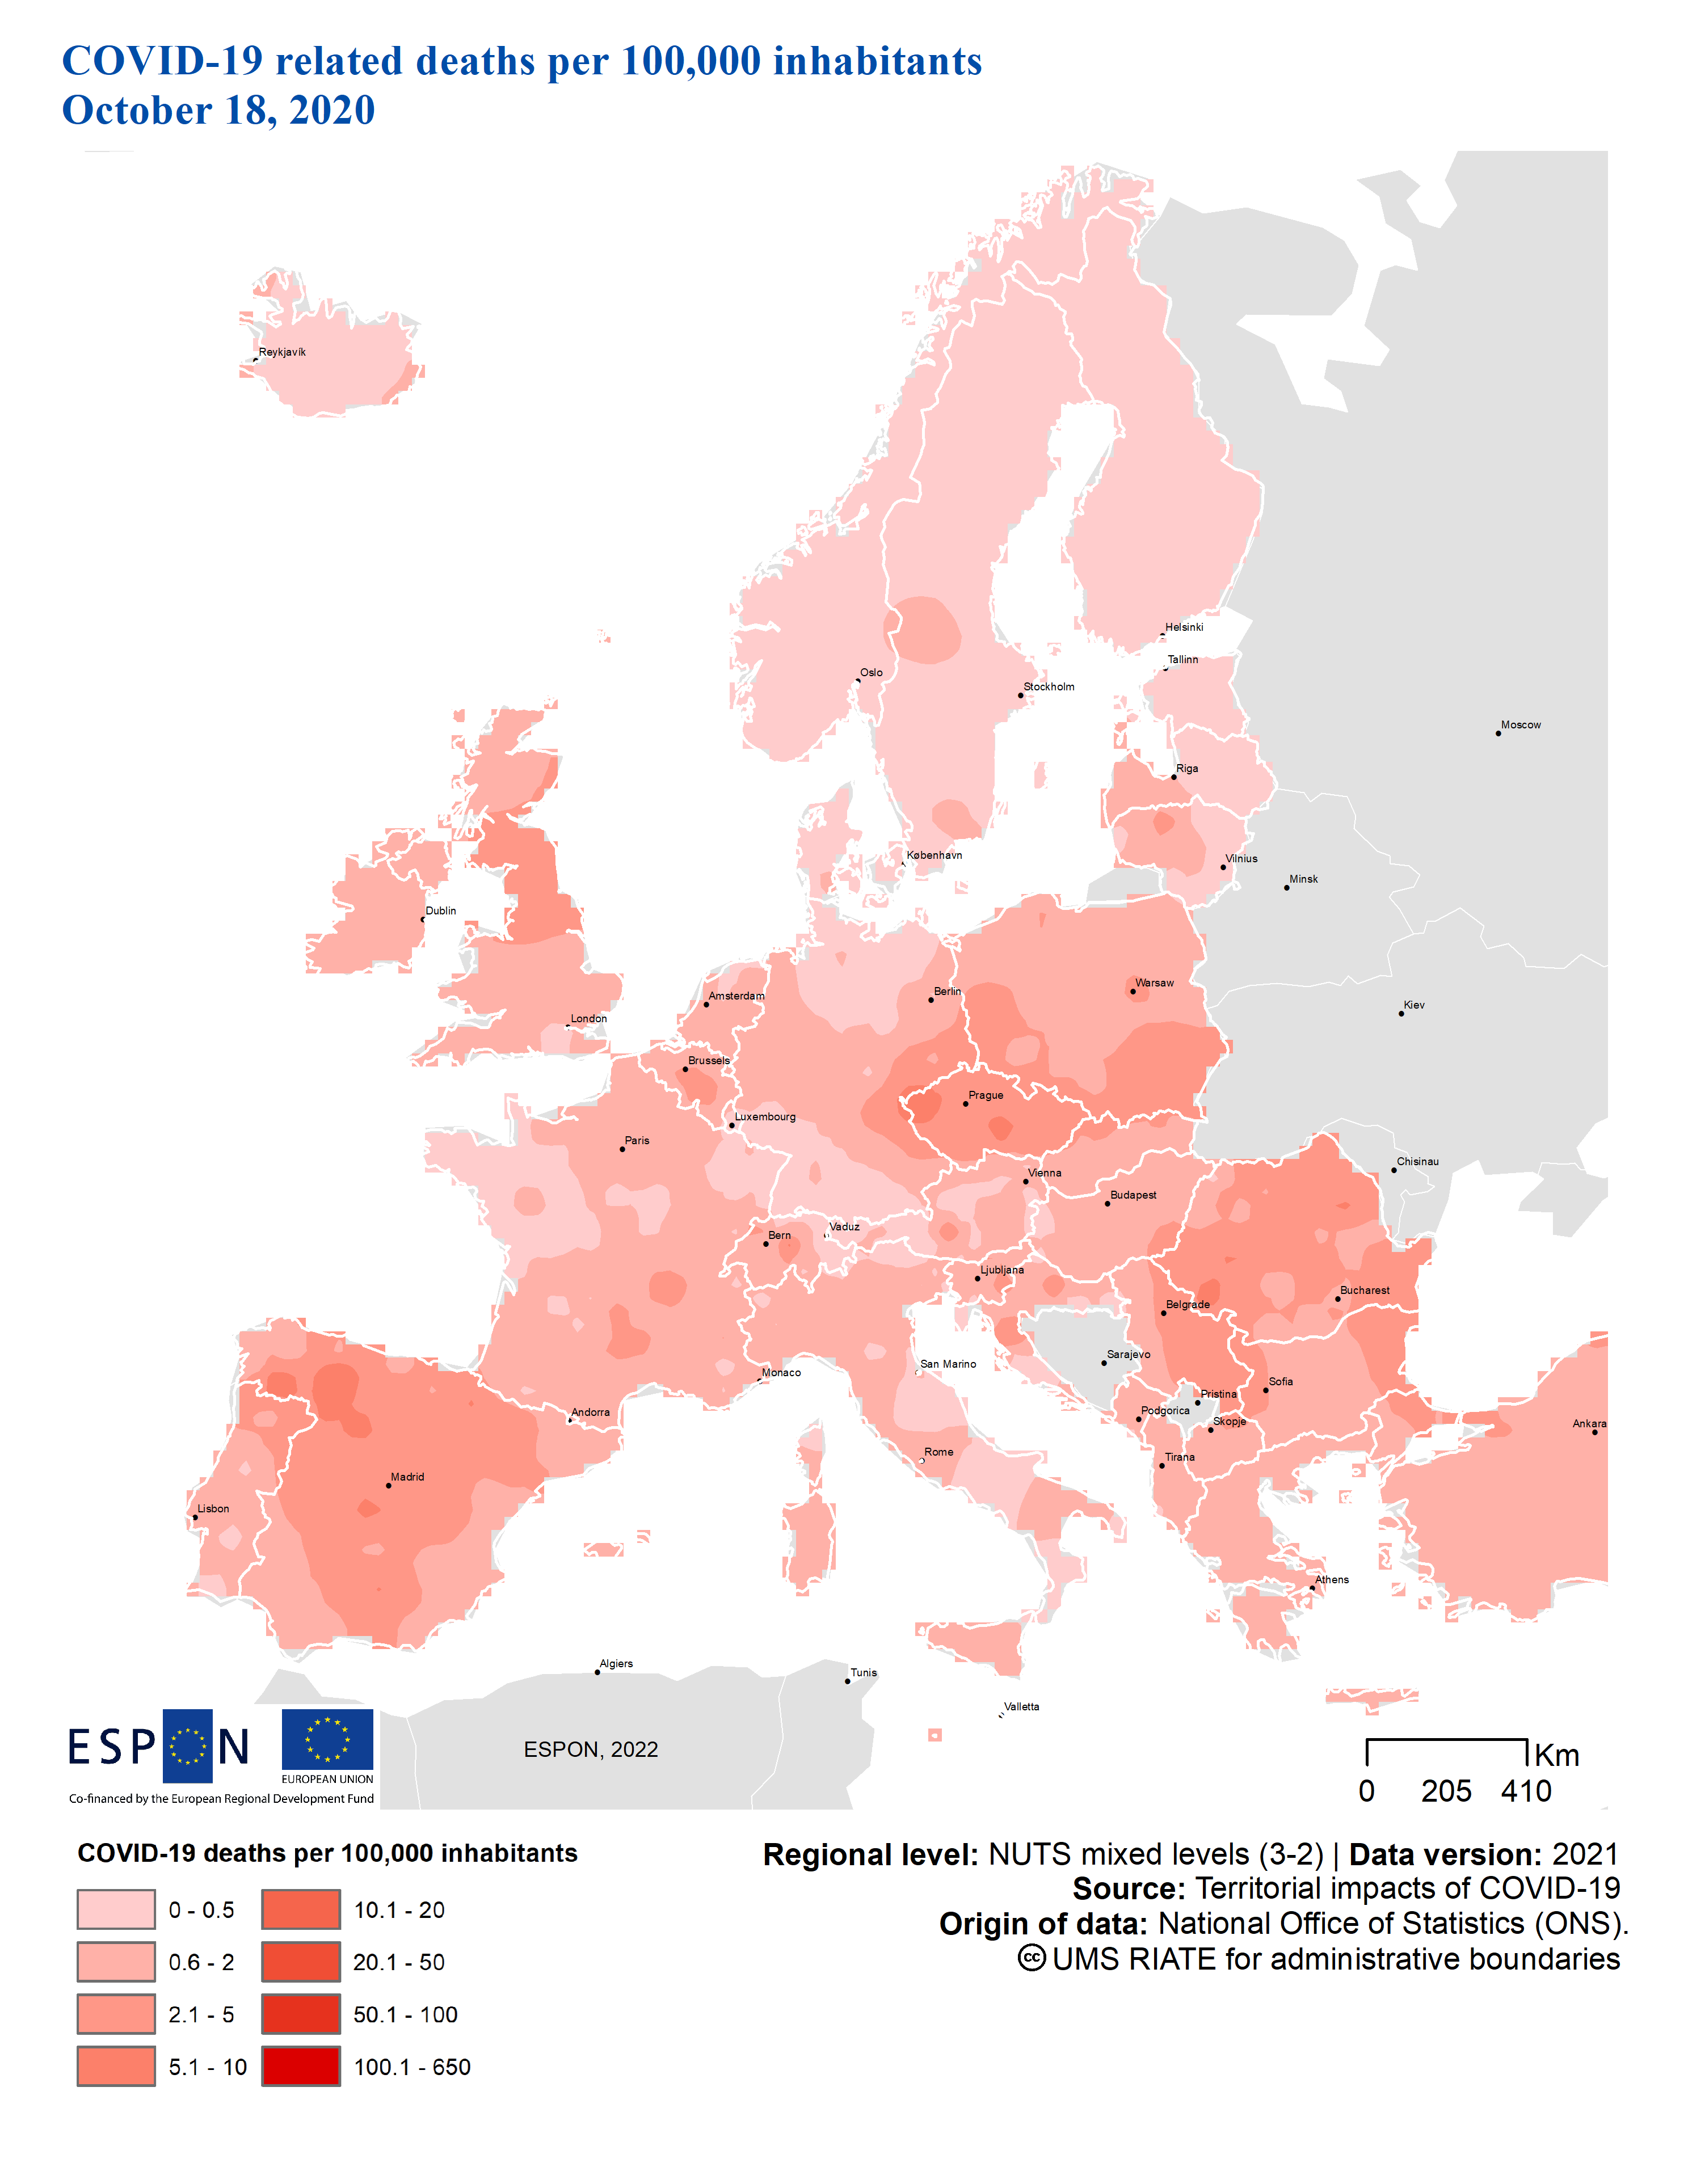 COVID-19 related deaths per 100,000 inhabitants
October 18, 2020
Reykjavík
Helsinki
Tallinn
Oslo
Stockholm
Moscow
Riga
København
Vilnius
Minsk
Dublin
Warsaw
Berlin
Amsterdam
Kiev
London
Brussels
Prague
Luxembourg
Paris
Chisinau
Vienna
Budapest
Vaduz
Bern
Ljubljana
Bucharest
Belgrade
Sarajevo
San Marino
Monaco
Sofia
Pristina
Podgorica
Andorra
Skopje
Ankara
Rome
Tirana
Madrid
Lisbon
Athens
Algiers
Tunis
Valletta
ESPON
EUROPEAN UNION
Co-financed by the European Regional Development Fund
ESPON, 2022
Km
0 205 410
COVID-19 deaths per 100,000 inhabitants
0 - 0.5
0.6 - 2
2.1 - 5
5.1 - 10
10.1 - 20
20.1 - 50
50.1 - 100
100.1 - 650
Regional level: NUTS mixed levels (3-2) | Data version: 2021
Source: Territorial impacts of COVID-19
Origin of data: National Office of Statistics (ONS).
cc UMS RIATE for administrative boundaries